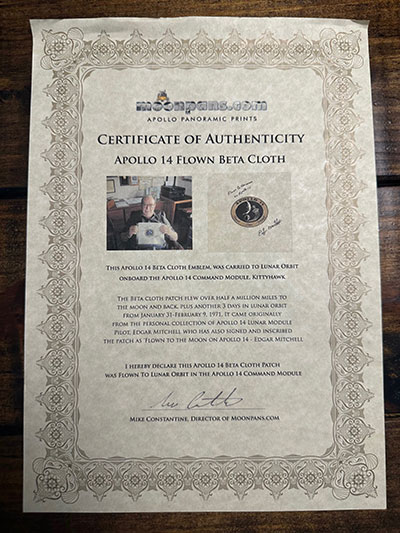 moonpans.com
APOLLO PANORAMIC PRINTS
CERTIFICATE OF AUTHENTICITY
APOLLO 14 FLOWN BETA CLOTH
THIS APOLLO 14 BETA CLOTH EMBLEM, WAS CARRIED TO LUNAR ORBIT
ONBOARD THE APOLLO 14 COMMAND MODULE, KITTYHAWK
THE BETA CLOTH PATCH FLEW OVER HALF A MILLION MILES TO
THE MOON AND BACK, PLUS ANOTHER 3 DAYS IN LUNAR ORBIT
FROM JANUARY 31-FEBRUARY 9, 1971, IT CAME ORIGINALLY
FROM THE PERSONAL COLLECTION OF APOLLO 14 LUNAR MODULE
PILOT, EDGAR MITCHELL WHO HAS ALSO SIGNED AND INSCRIBED
THE PATCH AS 'FLOWN TO THE MOON ON APOLLO 14 - EDGAR MITCHELL
I HEREBY DECLARE THIS APOLLO 14 BETA CLOTH PATCH
WAS FLOWN TO LUNAR ORBIT IN THE APOLLO 14 COMMAND MODULE
MIKE CONSTANTINE, DIRECTOR OF MOONPANS.COM